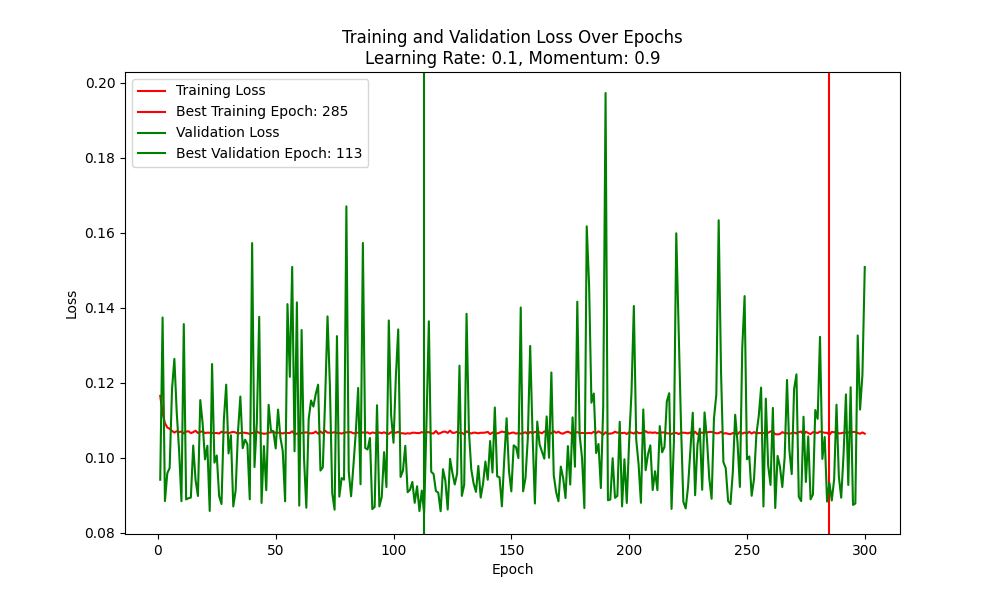 Training and Validation Loss Over Epochs
Learning Rate: 0.1, Momentum: 0.9
Training Loss
Best Training Epoch: 285
Validation Loss
Best Validation Epoch: 113
0.20
0.18
0.16
0.14
0.12
0.10
0.08
Loss
0
50
100
150
200
250
300
Epoch